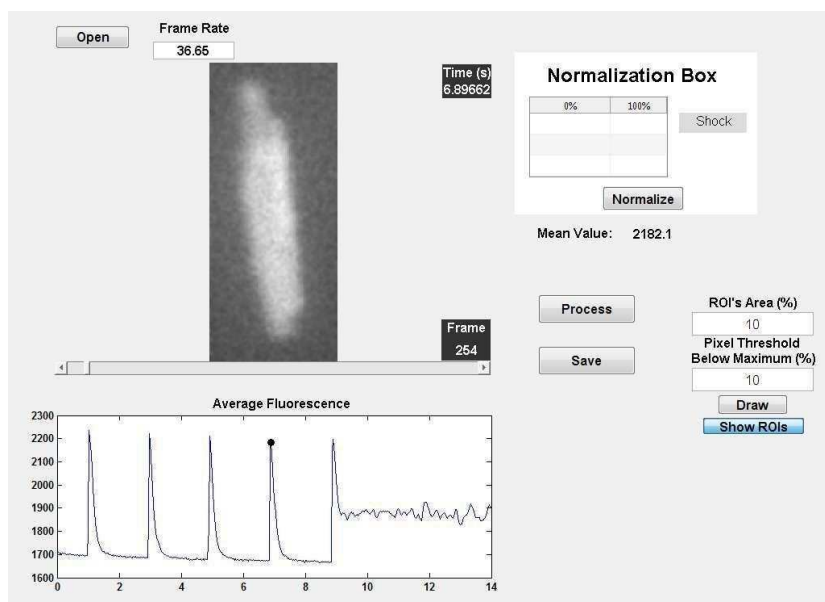 Open
Frame Rate
36.65
Time (s)
6.89662
Normalization Box
0% 100%
Shock
Normalize
Mean Value: 2182.1
Process
Save
ROI's Area (%)
10
Pixel Threshold
Below Maximum (%)
10
Draw
Show ROIs
Frame
254
Average Fluorescence
2300
2200
2100
2000
1900
1800
1700
1600
0 2 4 6 8 10 12 14